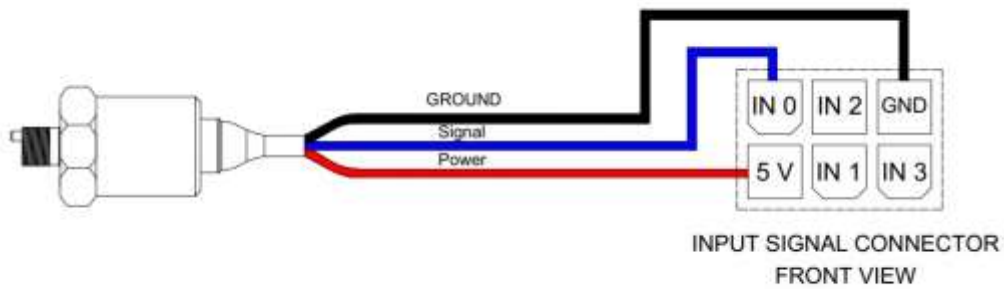 GROUND
Signal
Power
IN 0 IN 2 GND
5 V IN 1 IN 3
INPUT SIGNAL CONNECTOR
FRONT VIEW